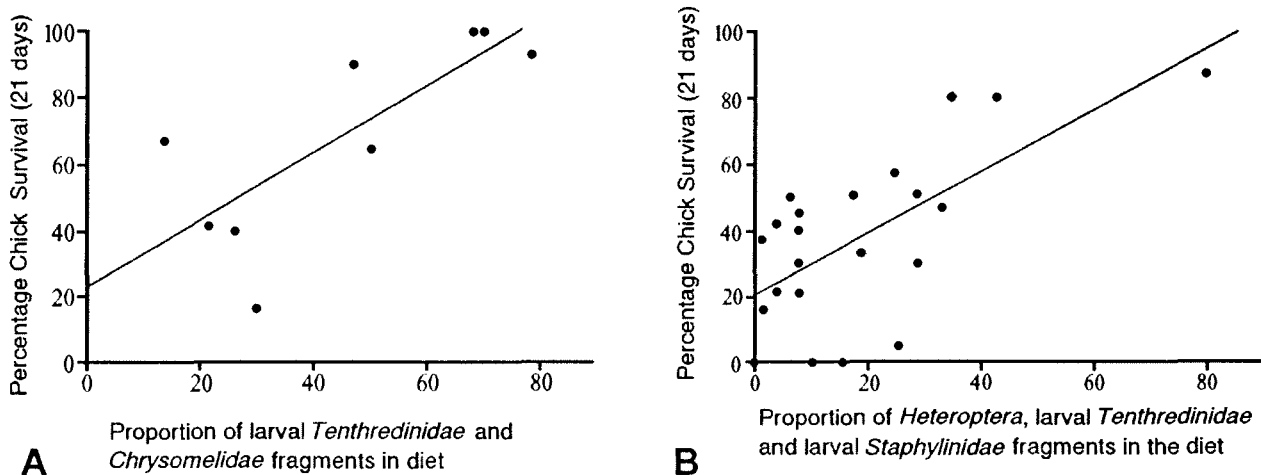 Percentage Chick Survival (21 days)
100
80
60
40
20
0
0 20 40 60 80
Proportion of larval Tenthredinidae and
Chrysomelidae fragments in diet
A
Percentage Chick Survival (21 days)
100
80
60
40
20
0
0 20 40 60 80
Proportion of Heteroptera, larval Tenthredinidae
and larval Staphylinidae fragments in the diet
B